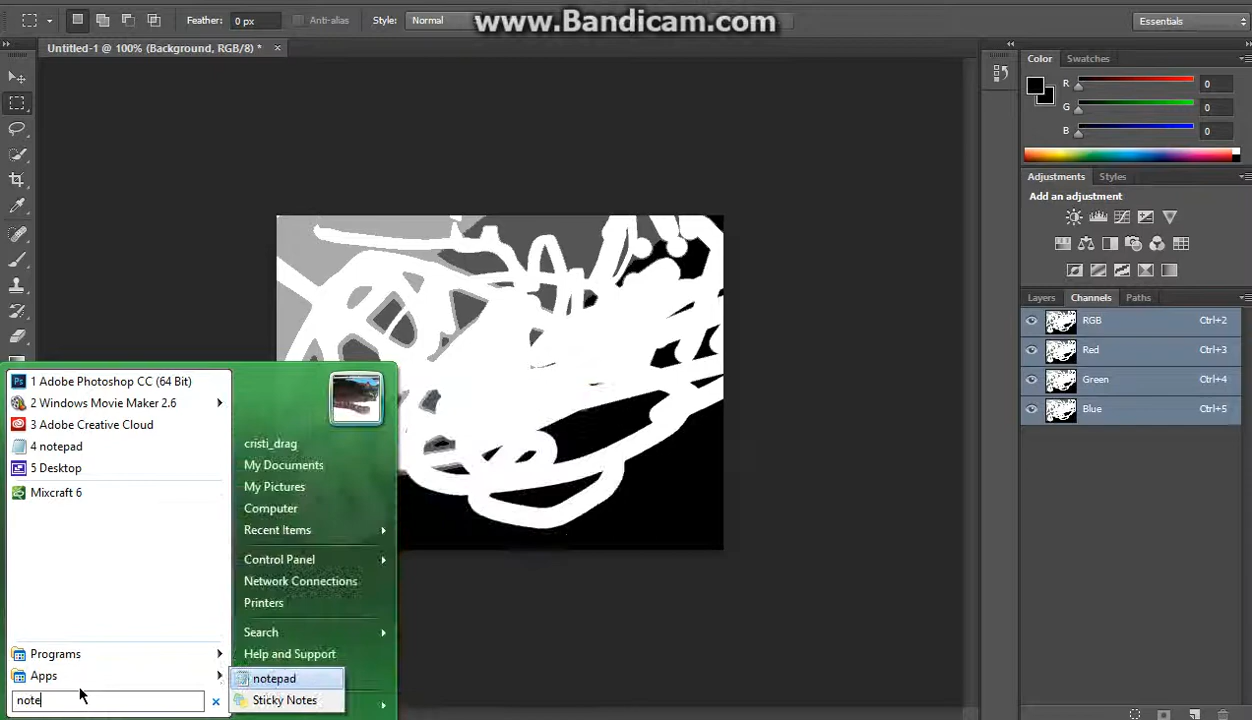 Feather: 0 px Anti-alias Style: Normal www.Bandicam.com Essentials
Untitled-1 @ 100% (Background, RGB/8) *
Color Swatches
R 0
G 0
B 0
Adjustments Styles
Add an adjustment
Layers Channels Paths
RGB Ctrl+2
Red Ctrl+3
Green Ctrl+4
Blue Ctrl+5
1 Adobe Photoshop CC (64 Bit)
2 Windows Movie Maker 2.6
3 Adobe Creative Cloud
4 notepad
5 Desktop
Mixcraft 6
Programs
Apps
note
cristi_drag
My Documents
My Pictures
Computer
Recent Items
Control Panel
Network Connections
Printers
Search
Help and Support
notepad
Sticky Notes